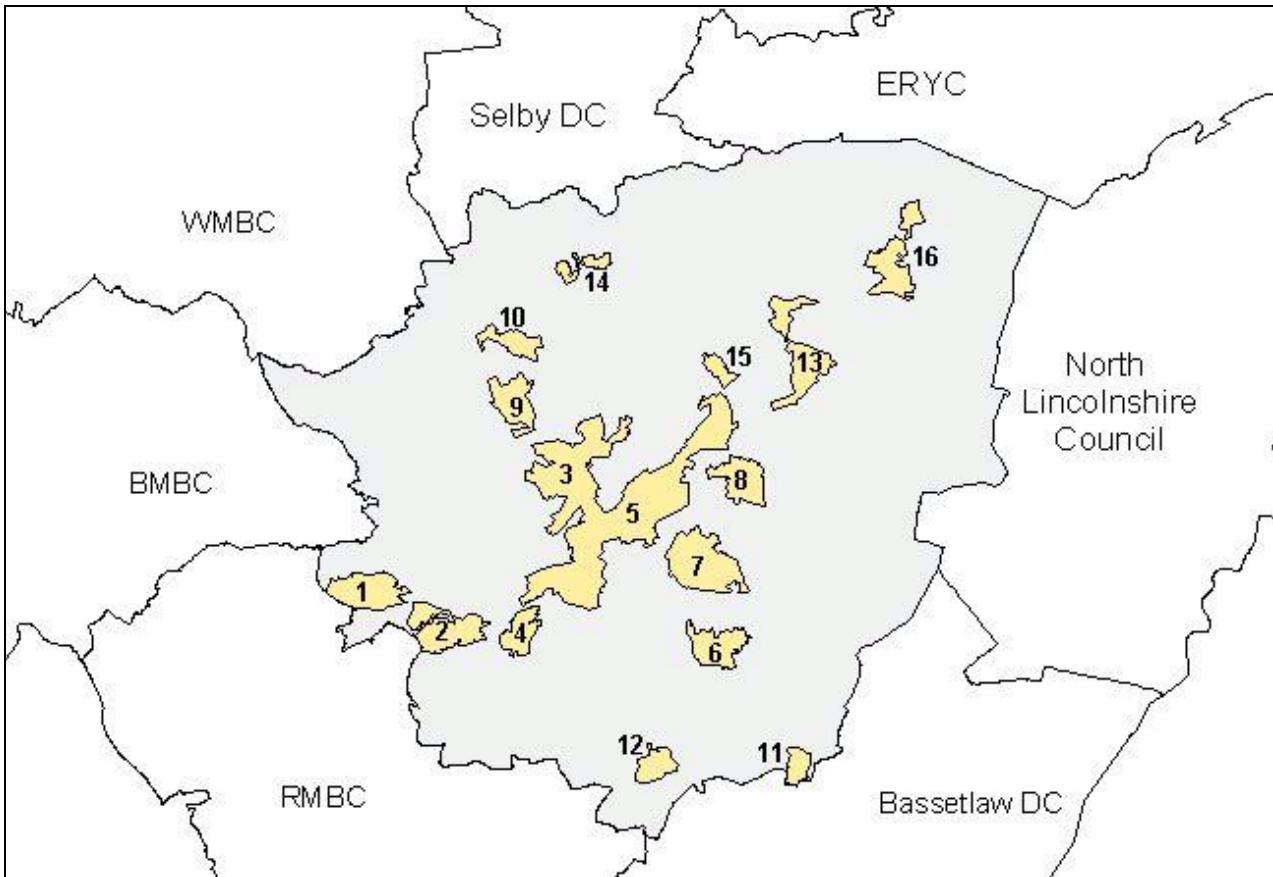 ERYC
Selby DC
WMBC
16
14
10
15
13
North
Lincolnshire
Council
9
3
8
BMBC
5
7
1
2
4
6
12
11
RMBC
Bassetlaw DC